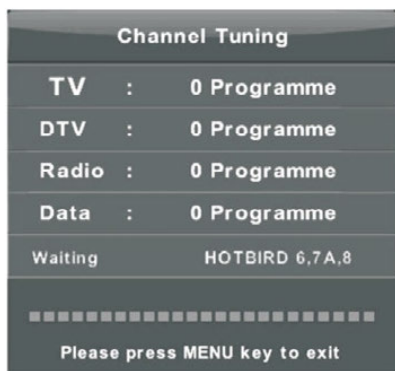 Channel Tuning
TV : 0 Programme
DTV : 0 Programme
Radio : 0 Programme
Data : 0 Programme
Waiting HOTBIRD 6,7A,8
Please press MENU key to exit